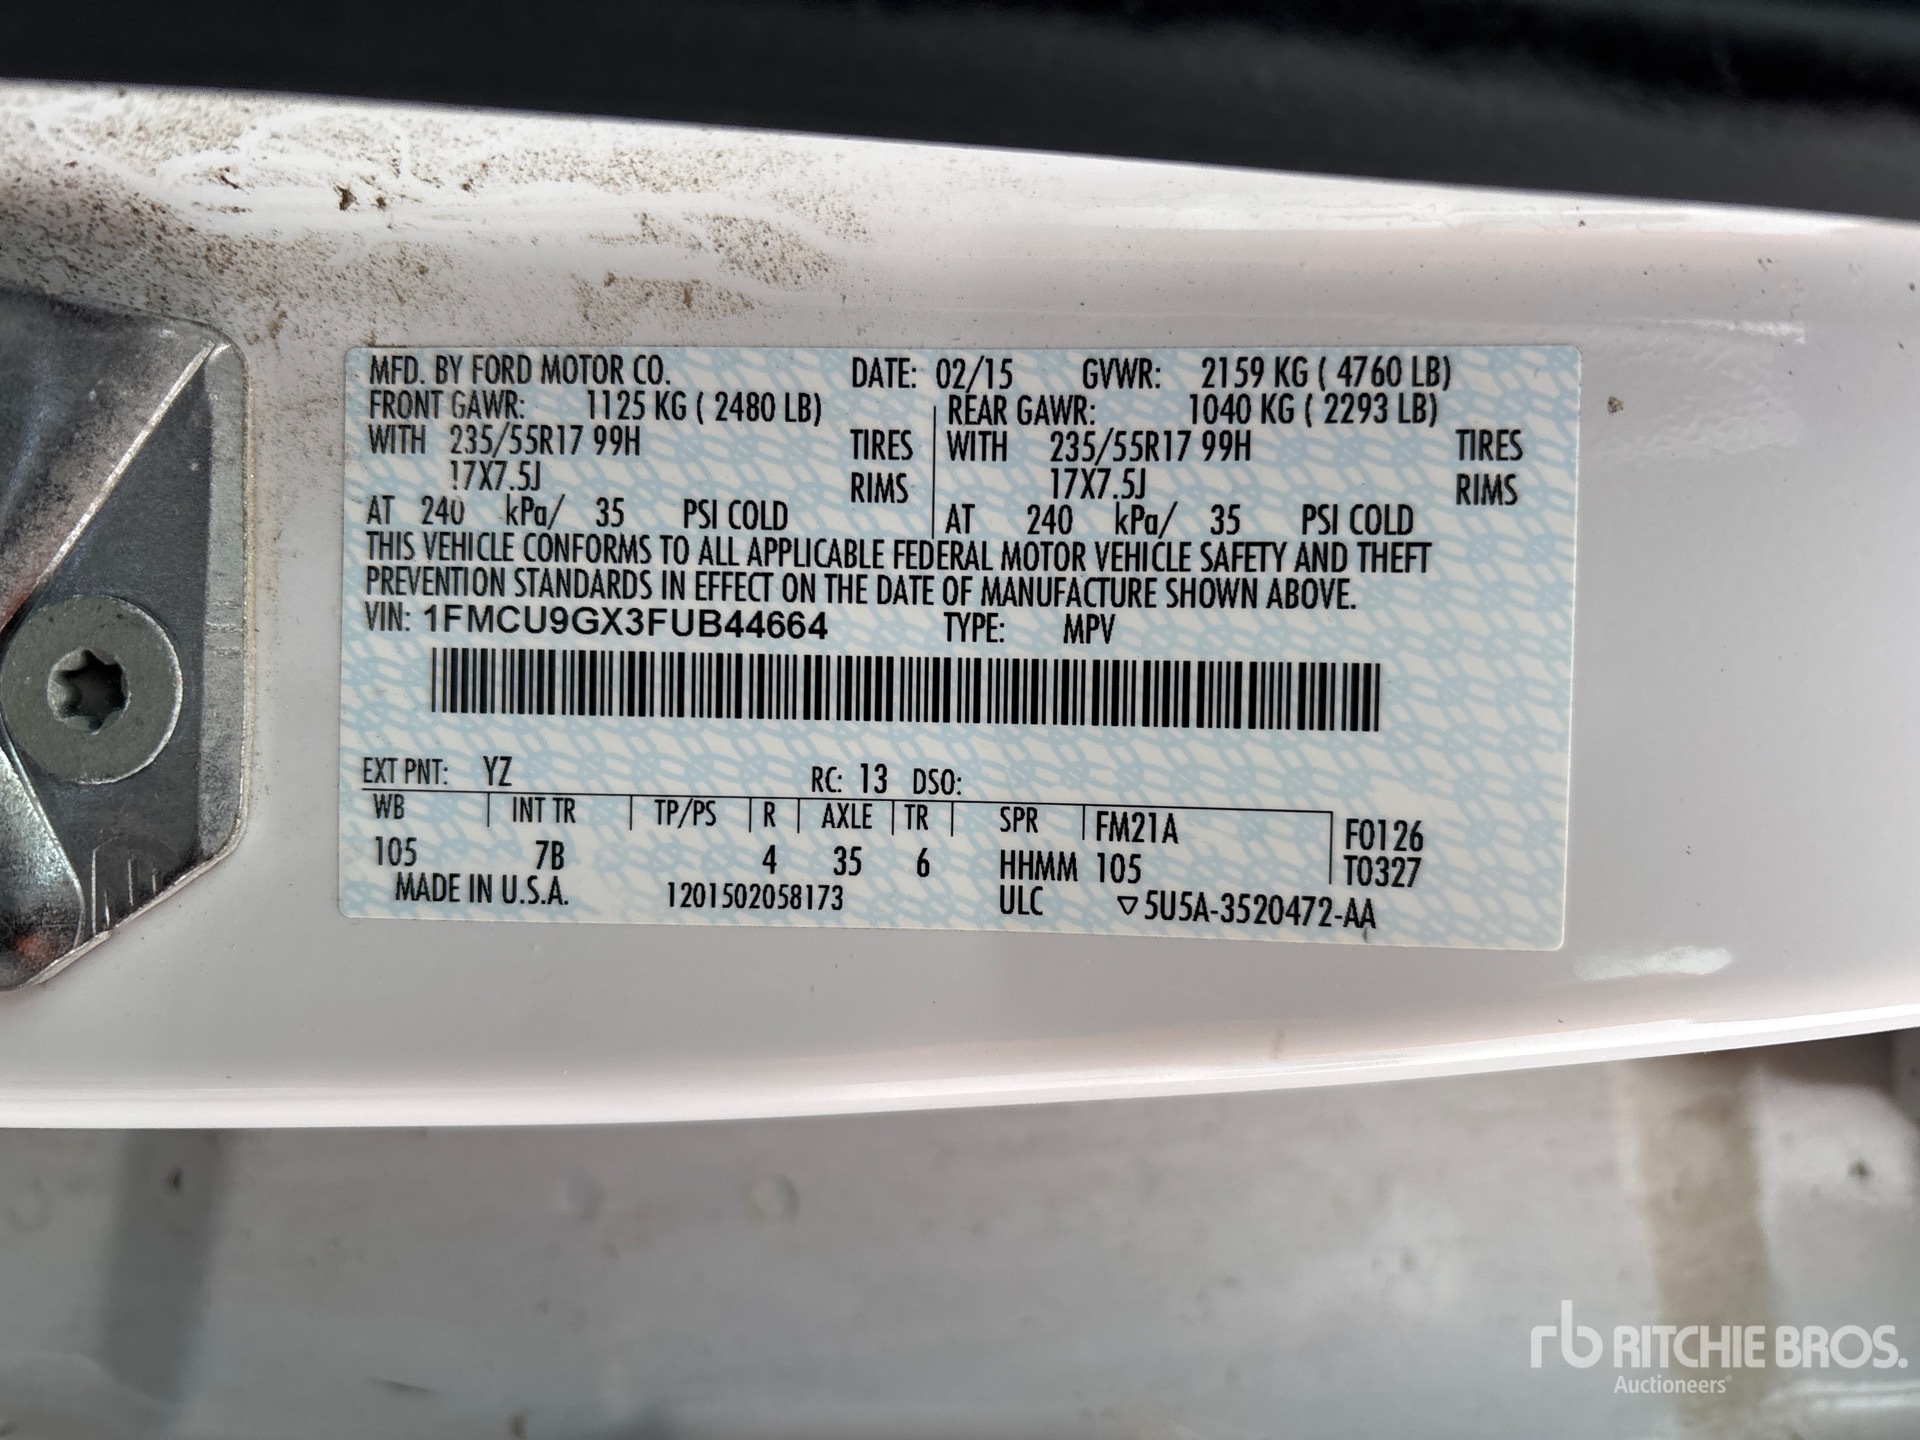 MFD. BY FORD MOTOR CO. DATE: 02/15 GVWR: 2159 KG ( 4760 LB)
FRONT GAWR: 1125 KG ( 2480 LB) REAR GAWR: 1040 KG ( 2293 LB)
WITH 235/55R17 99H TIRES WITH 235/55R17 99H TIRES
17X7.5J RIMS 17X7.5J RIMS
AT 240 kPa/ 35 PSI COLD AT 240 kPa/ 35 PSI COLD
THIS VEHICLE CONFORMS TO ALL APPLICABLE FEDERAL MOTOR VEHICLE SAFETY AND THEFT
PREVENTION STANDARDS IN EFFECT ON THE DATE OF MANUFACTURE SHOWN ABOVE.
VIN: 1FMCU9GX3FUB44664 TYPE: MPV
EXT PNT: YZ RC: 13 DSO:
WB INT TR TP/PS R AXLE TR SPR FM21A F0126
105 7B 4 35 6 HHMM 105 T0327
MADE IN U.S.A. 1201502058173 ULC ▽5U5A-3520472-AA
rb RITCHIE BROS.
Auctioneers